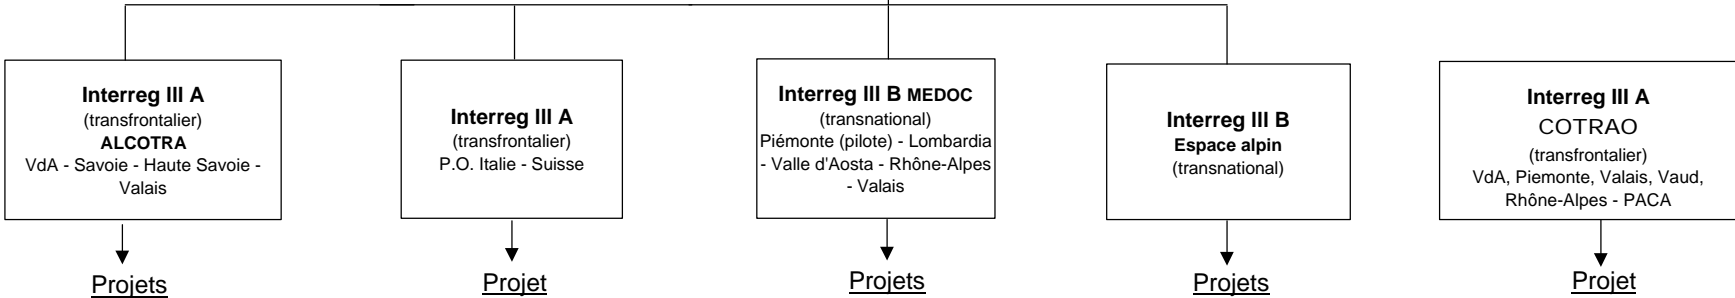 Interreg III A
(transfrontalier)
ALCOTRA
VdA - Savoie - Haute Savoie -
Valais
Projets
Interreg III A
(transfrontalier)
P.O. Italie - Suisse
Projet
Interreg III B MEDOC
(transnational)
Piémonte (pilote) - Lombardia
- Valle d'Aosta - Rhône-Alpes
- Valais
Projets
Interreg III B
Espace alpin
(transnational)
Projets
Interreg III A
COTRAO
(transfrontalier)
VdA, Piemonte, Valais, Vaud,
Rhône-Alpes - PACA
Projet